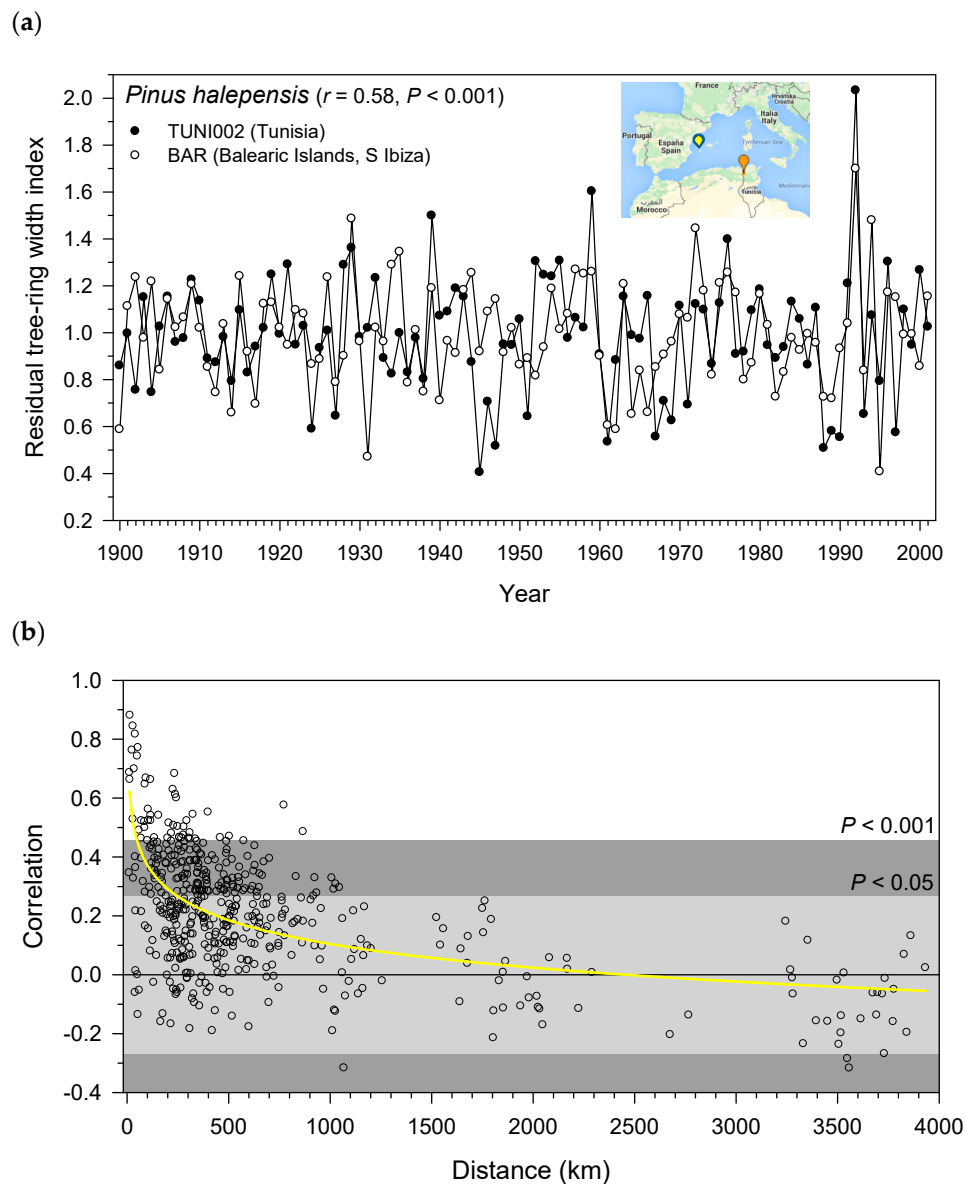 (a)
Pinus halepensis (r = 0.58, P < 0.001)
TUNI002 (Tunisia)
BAR (Balearic Islands, S Ibiza)
France
Hrvatska
Croatia
Italia
Italy
Portugal
España
Spain
Tyrrhenian Sea
Tunisia
Mediterranean
المغرب
Morocco
Residual tree-ring width index
2.0
1.8
1.6
1.4
1.2
1.0
0.8
0.6
0.4
0.2
1900 1910 1920 1930 1940 1950 1960 1970 1980 1990 2000
Year
(b)
Correlation
1.0
0.8
0.6
0.4
0.2
0.0
-0.2
-0.4
P < 0.001
P < 0.05
0 500 1000 1500 2000 2500 3000 3500 4000
Distance (km)